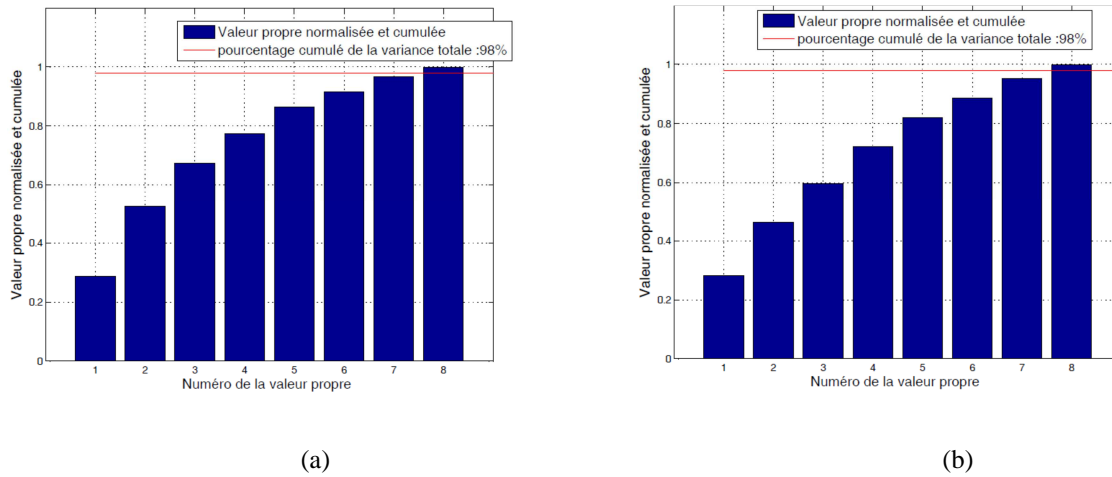 Valeur propre normalisée et cumulée
pourcentage cumulé de la variance totale :98%
Valeur propre normalisée et cumulée
1
0.8
0.6
0.4
0.2
0
1 2 3 4 5 6 7 8
Numéro de la valeur propre
(a)
Valeur propre normalisée et cumulée
pourcentage cumulé de la variance totale :98%
Valeur propre normalisée et cumulée
1
0.8
0.6
0.4
0.2
0
1 2 3 4 5 6 7 8
Numéro de la valeur propre
(b)